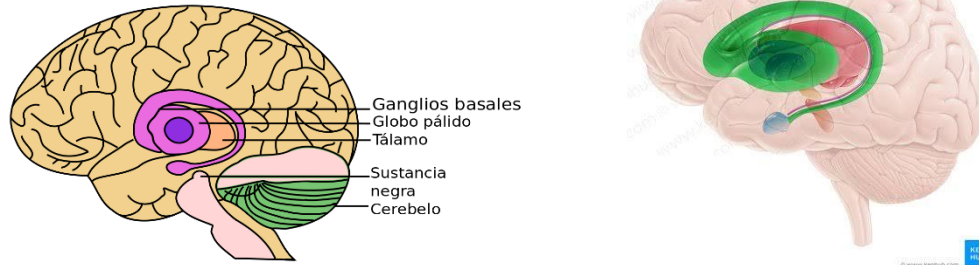 Ganglios basales
Globo pálido
Tálamo
Sustancia
negra
Cerebelo